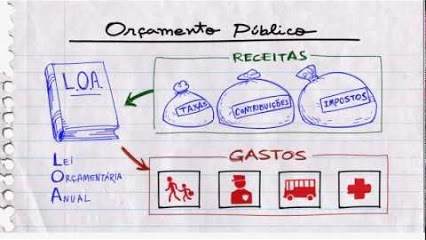 Orçamento Público
RECEITAS
L.O.A.
TAXAS
CONTRIBUIÇÕES
IMPOSTOS
GASTOS
LEI
ORÇAMENTÁRIA
ANUAL